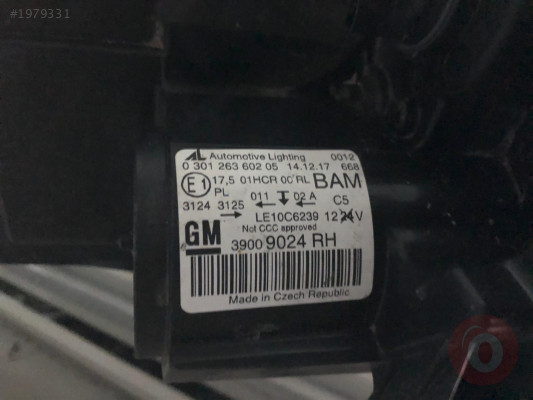 #1979331
AL Automotive Lighting 0012
0 301 263 602 05 14.12.17 668
E1 17,5 01HCR 00 RL BAM
PL 011 02 A C5
3124 3125 LE10C6239 12 24 V
Not CCC approved
GM 3900 9024 RH
Made in Czech Republic